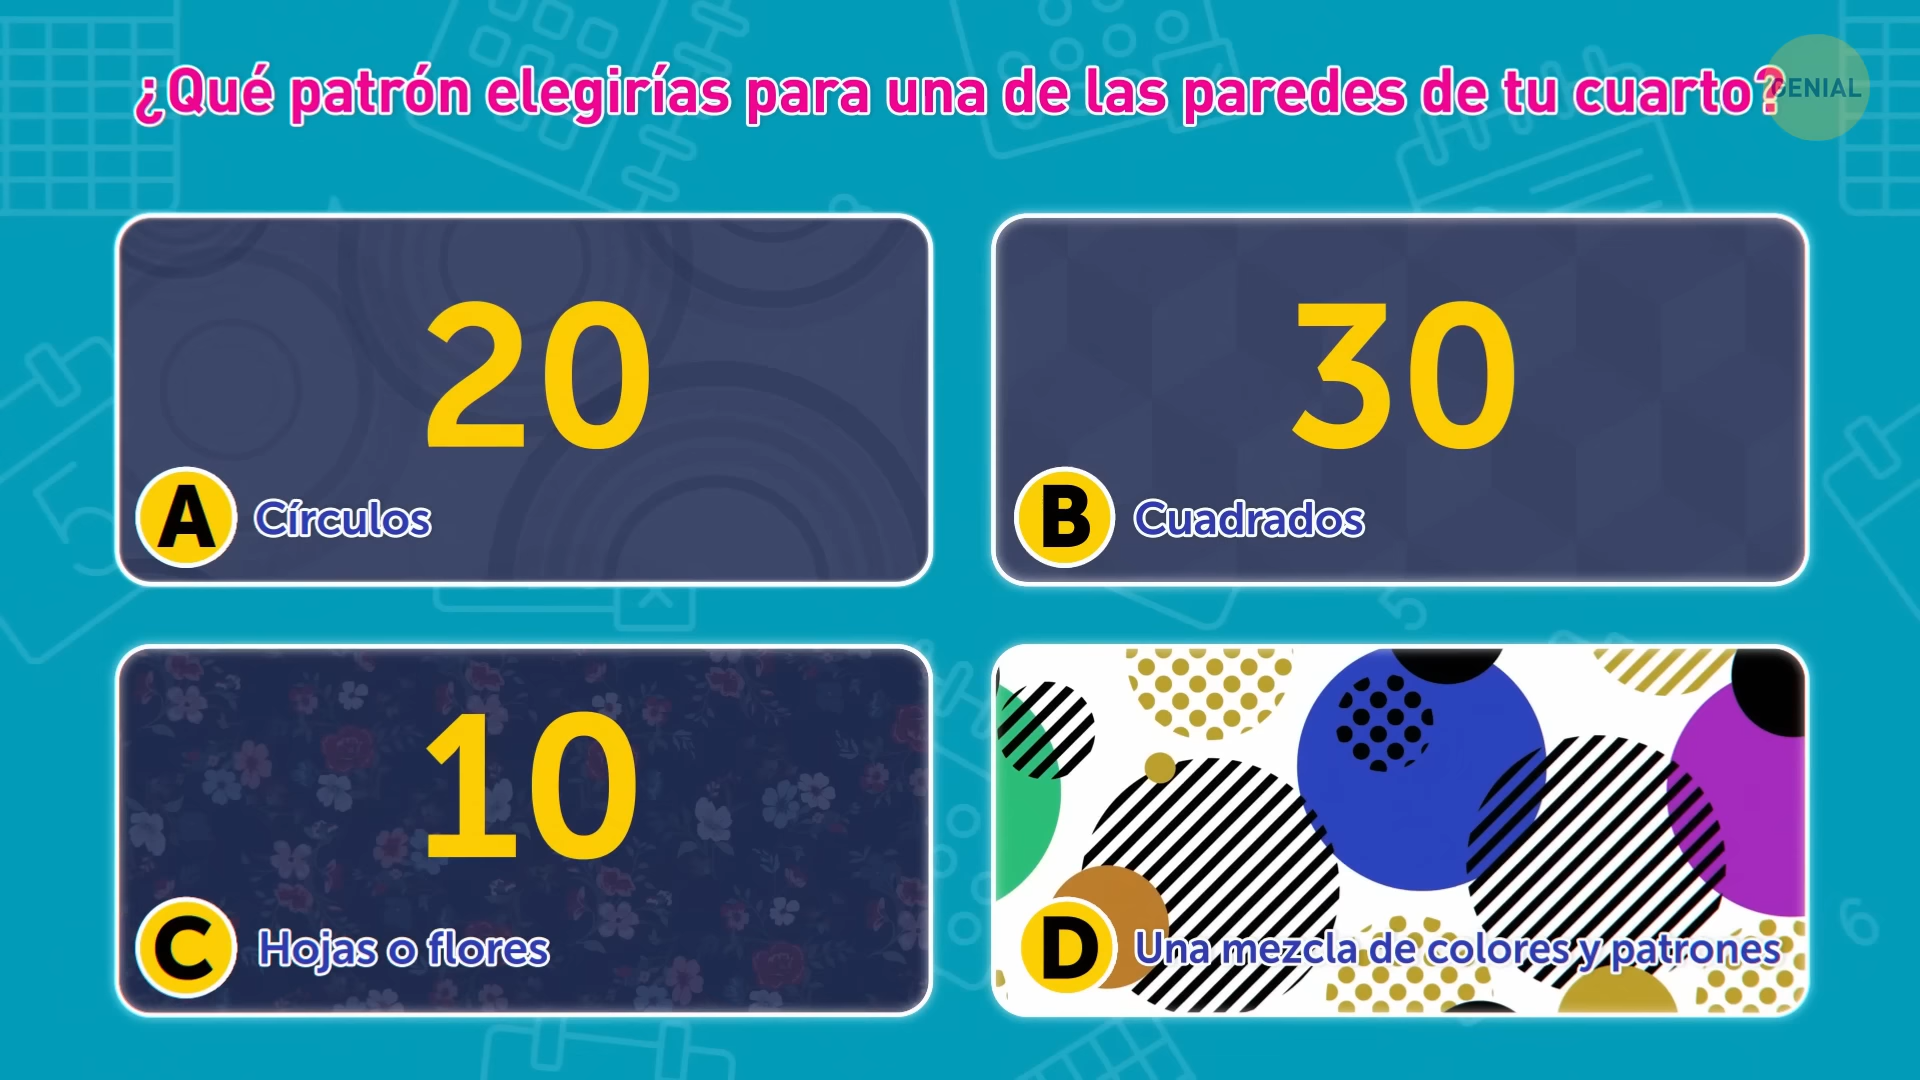 ¿Qué patrón elegirías para una de las paredes de tu cuarto?
GENIAL
20
A Círculos
30
B Cuadrados
10
C Hojas o flores
D Una mezcla de colores y patrones